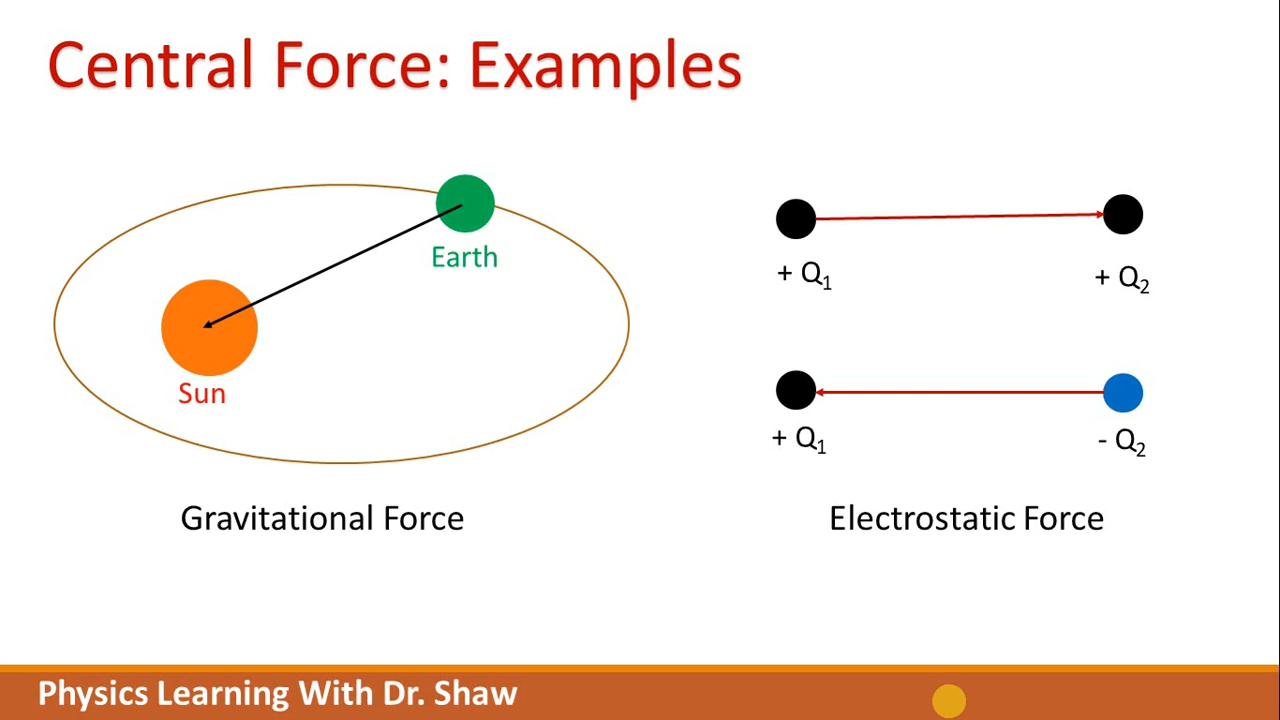 Central Force: Examples
Earth
Sun
Gravitational Force
+ Q₁
+ Q₂
+ Q₁
- Q₂
Electrostatic Force
Physics Learning With Dr. Shaw